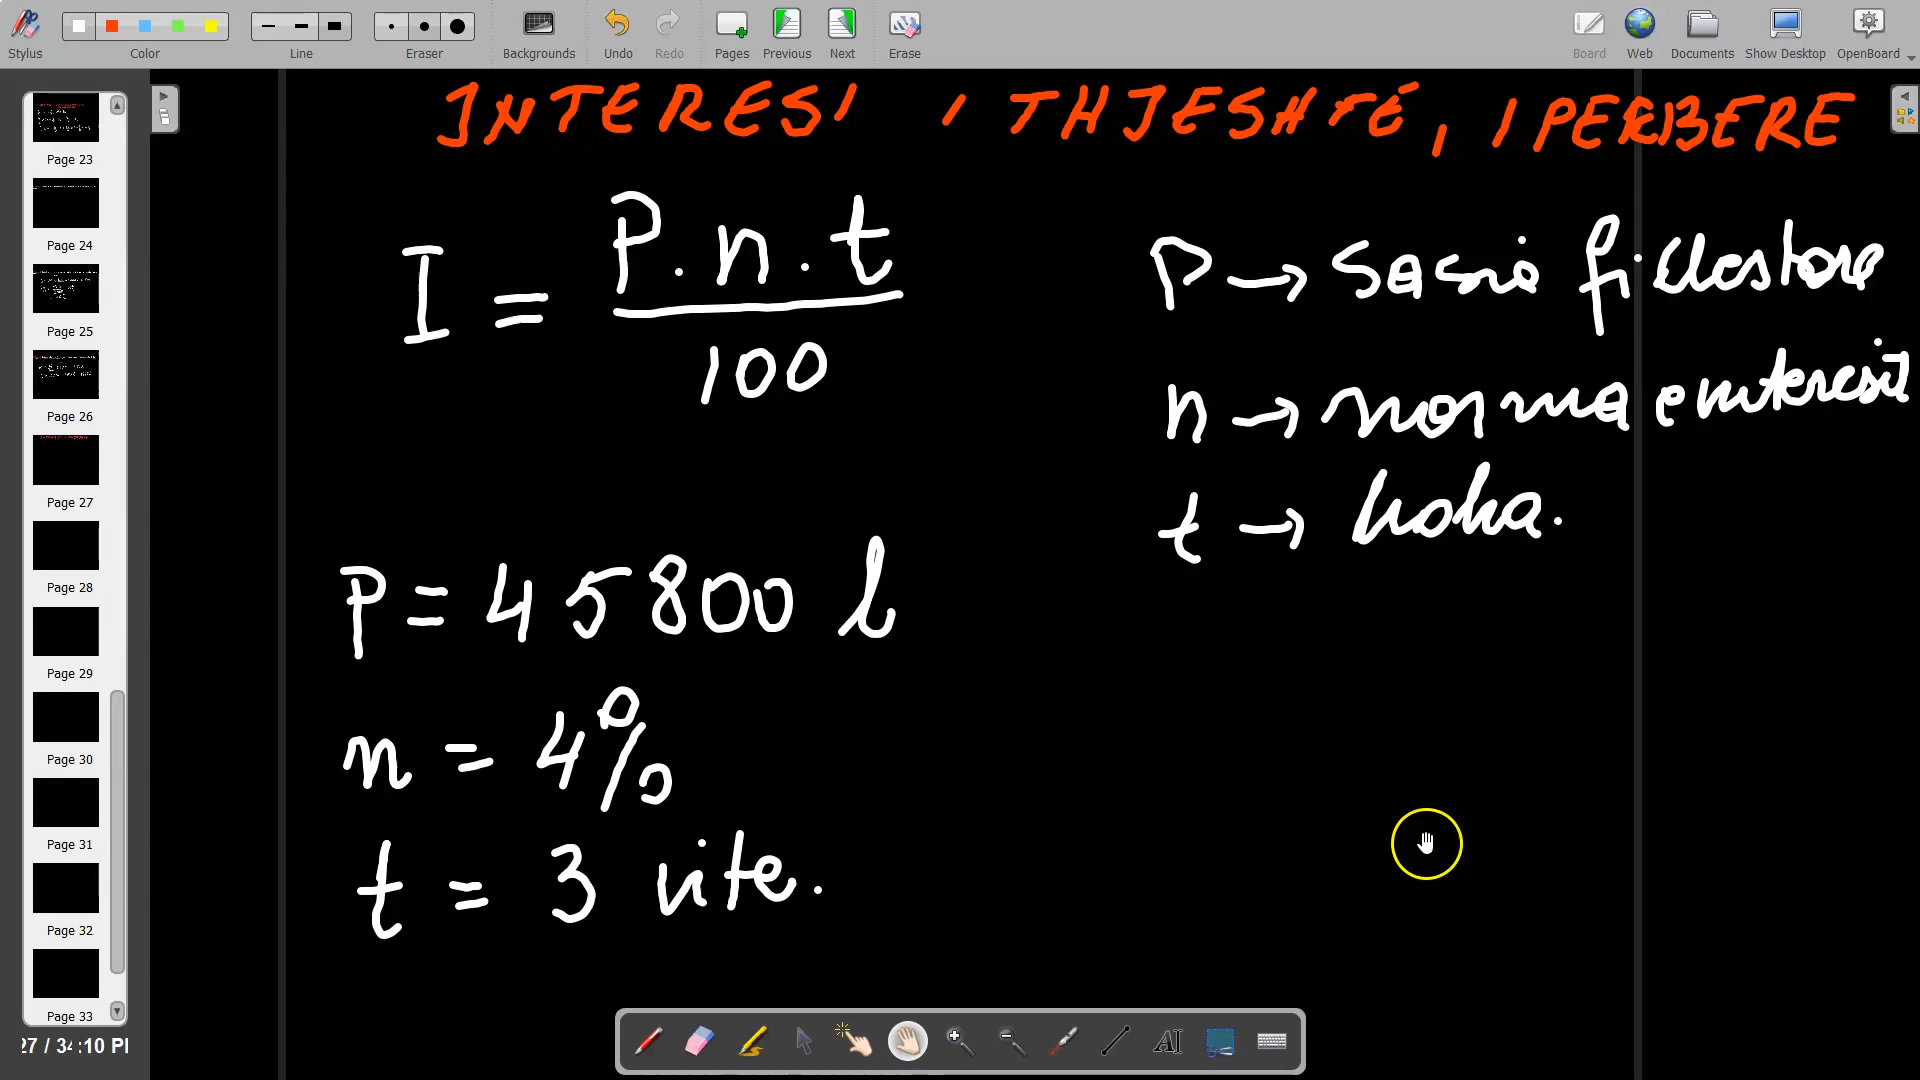 Stylus Color Line Eraser Backgrounds Undo Redo Pages Previous Next Erase Board Web Documents Show Desktop OpenBoard
INTERESI I THJESHTË, I PERBERE
I = P.n.t
100
P → sasia fillestare
n → norma e interesit
t → koha.
P = 45800 l
n = 4%
t = 3 vite.
Page 23
Page 24
Page 25
Page 26
Page 27
Page 28
Page 29
Page 30
Page 31
Page 32
Page 33